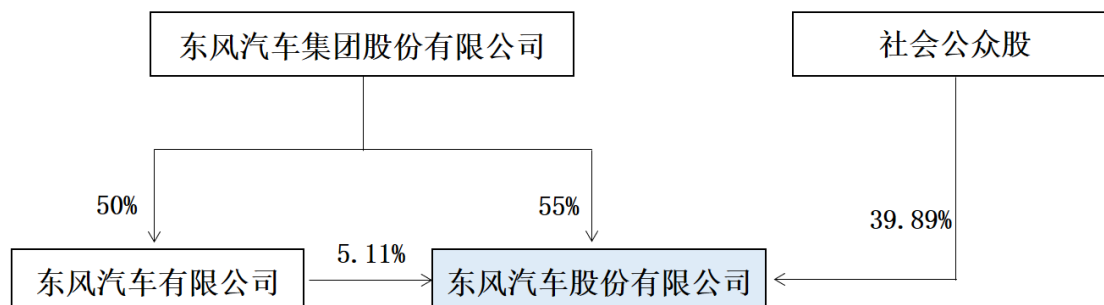 东风汽车集团股份有限公司
社会公众股
50%
55%
39.89%
5.11%
东风汽车有限公司
东风汽车股份有限公司